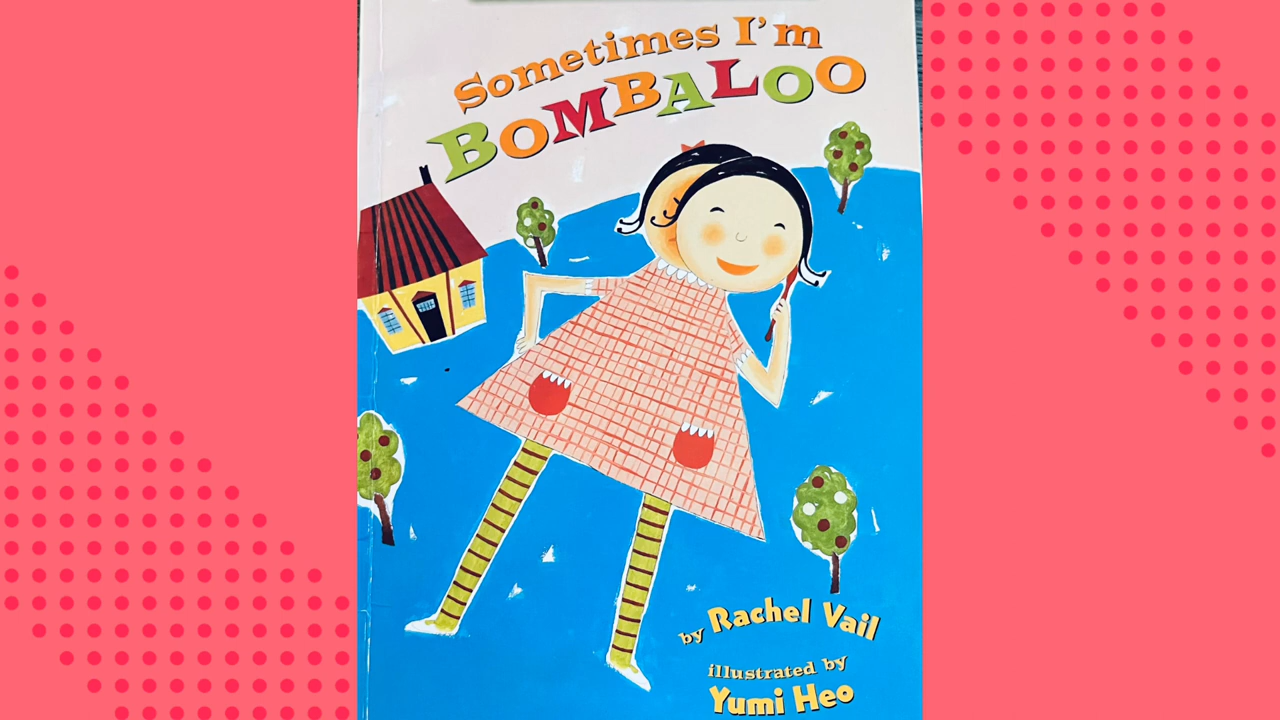 Sometimes I'm
BOMBALOO
by Rachel Vail
illustrated by
Yumi Heo